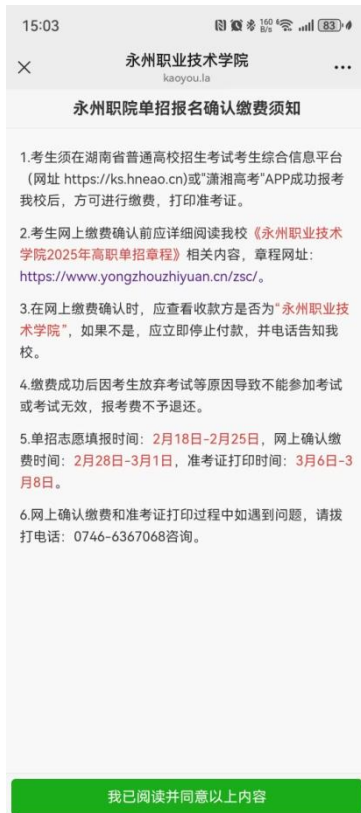 15:03
160 B/s
83
永州职业技术学院
kaoyou.la
永州职院单招报名确认缴费须知
1.考生须在湖南省普通高校招生考试考生综合信息平台
（网址 https://ks.hneao.cn)或"潇湘高考"APP成功报考
我校后，方可进行缴费，打印准考证。
2.考生网上缴费确认前应详细阅读我校《永州职业技术
学院2025年高职单招章程》相关内容，章程网址：
https://www.yongzhouzhiyuan.cn/zsc/。
3.在网上缴费确认时，应查看收款方是否为“永州职业技
术学院”，如果不是，应立即停止付款，并电话告知我
校。
4.缴费成功后因考生放弃考试等原因导致不能参加考试
或考试无效，报考费不予退还。
5.单招志愿填报时间：2月18日-2月25日，网上确认缴
费时间：2月28日-3月1日，准考证打印时间：3月6日-3
月8日。
6.网上确认缴费和准考证打印过程中如遇到问题，请拨
打电话：0746-6367068咨询。
我已阅读并同意以上内容